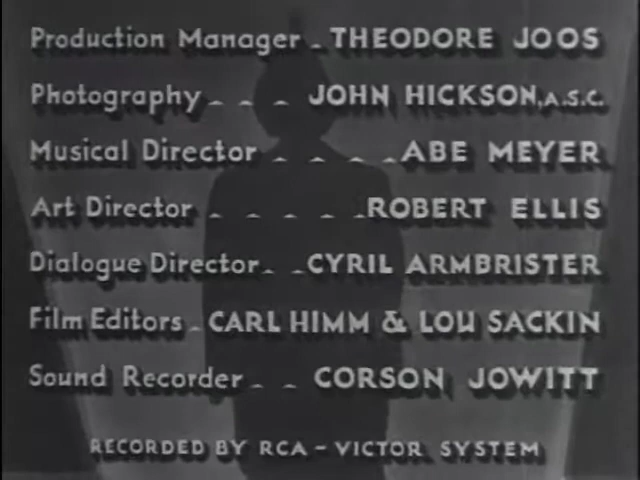 Production Manager - THEODORE JOOS
Photography - - - JOHN HICKSON, A.S.C.
Musical Director - - - - ABE MEYER
Art Director - - - - - ROBERT ELLIS
Dialogue Director - - CYRIL ARMBRISTER
Film Editors - CARL HIMM & LOU SACKIN
Sound Recorder - - CORSON JOWITT
RECORDED BY RCA - VICTOR SYSTEM